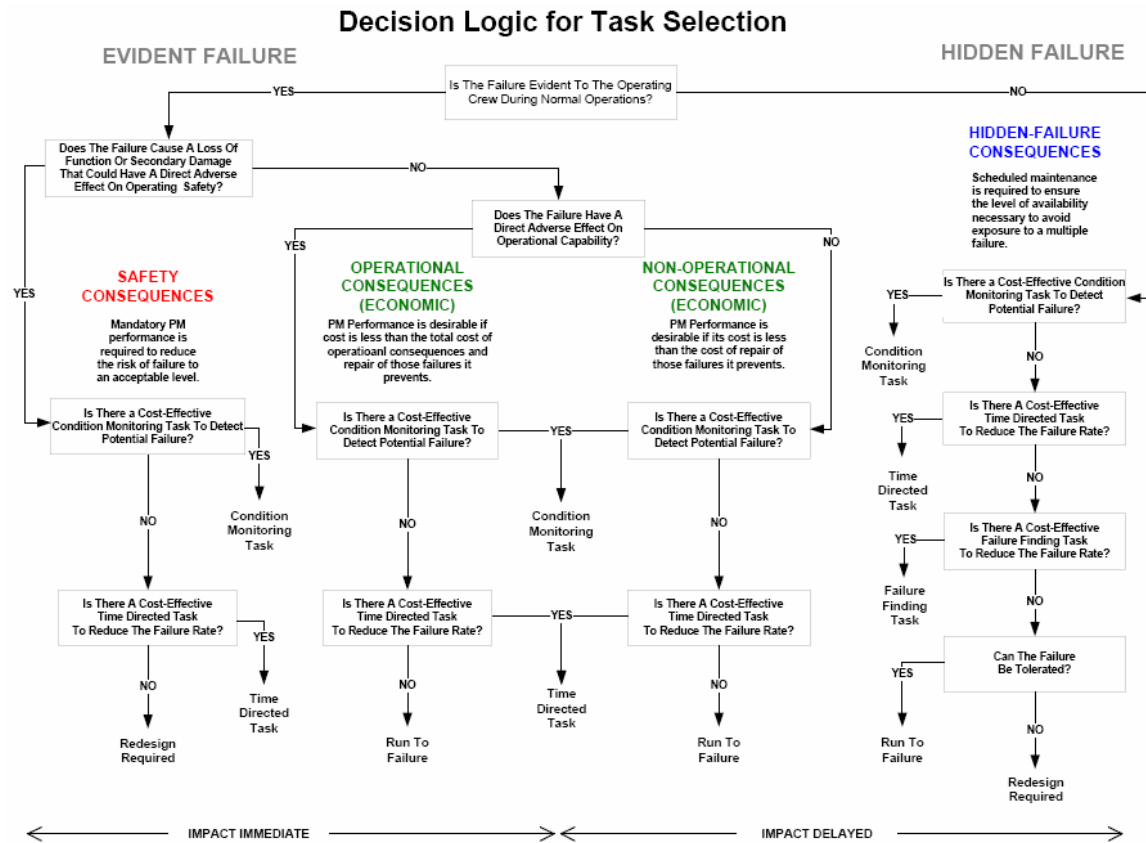 Decision Logic for Task Selection
EVIDENT FAILURE
HIDDEN FAILURE
Is The Failure Evident To The Operating
Crew During Normal Operations?
YES
NO
Does The Failure Cause A Loss Of
Function Or Secondary Damage
That Could Have A Direct Adverse
Effect On Operating Safety?
NO
YES
Does The Failure Have A
Direct Adverse Effect On
Operational Capability?
YES
NO
HIDDEN-FAILURE
CONSEQUENCES
Scheduled maintenance
is required to ensure
the level of availability
necessary to avoid
exposure to a multiple
failure.
SAFETY
CONSEQUENCES
Mandatory PM
performance is
required to reduce
the risk of failure to
an acceptable level.
OPERATIONAL
CONSEQUENCES
(ECONOMIC)
PM Performance is desirable if
cost is less than the total cost of
operatioanl consequences and
repair of those failures it
prevents.
NON-OPERATIONAL
CONSEQUENCES
(ECONOMIC)
PM Performance is
desirable if its cost is less
than the cost of repair of
those failures it prevents.
Is There a Cost-Effective Condition
Monitoring Task To Detect
Potential Failure?
YES
Condition
Monitoring
Task
NO
Is There a Cost-Effective
Condition Monitoring Task To Detect
Potential Failure?
YES
Condition
Monitoring
Task
NO
Is There a Cost-Effective
Condition Monitoring Task To
Detect Potential Failure?
YES
Condition
Monitoring
Task
NO
Is There a Cost-Effective
Condition Monitoring Task To
Detect Potential Failure?
NO
Is There A Cost-Effective
Time Directed Task
To Reduce The Failure Rate?
YES
Time
Directed
Task
NO
Is There A Cost-Effective
Failure Finding Task
To Reduce The Failure Rate?
YES
Failure
Finding
Task
NO
Is There A Cost-Effective
Time Directed Task
To Reduce The Failure Rate?
YES
Time
Directed
Task
NO
Redesign
Required
Is There A Cost-Effective
Time Directed Task
To Reduce The Failure Rate?
YES
Time
Directed
Task
NO
Run To
Failure
Is There A Cost-Effective
Time Directed Task
To Reduce The Failure Rate?
NO
Run To
Failure
Can The Failure
Be Tolerated?
YES
Run To
Failure
NO
Redesign
Required
IMPACT IMMEDIATE
IMPACT DELAYED